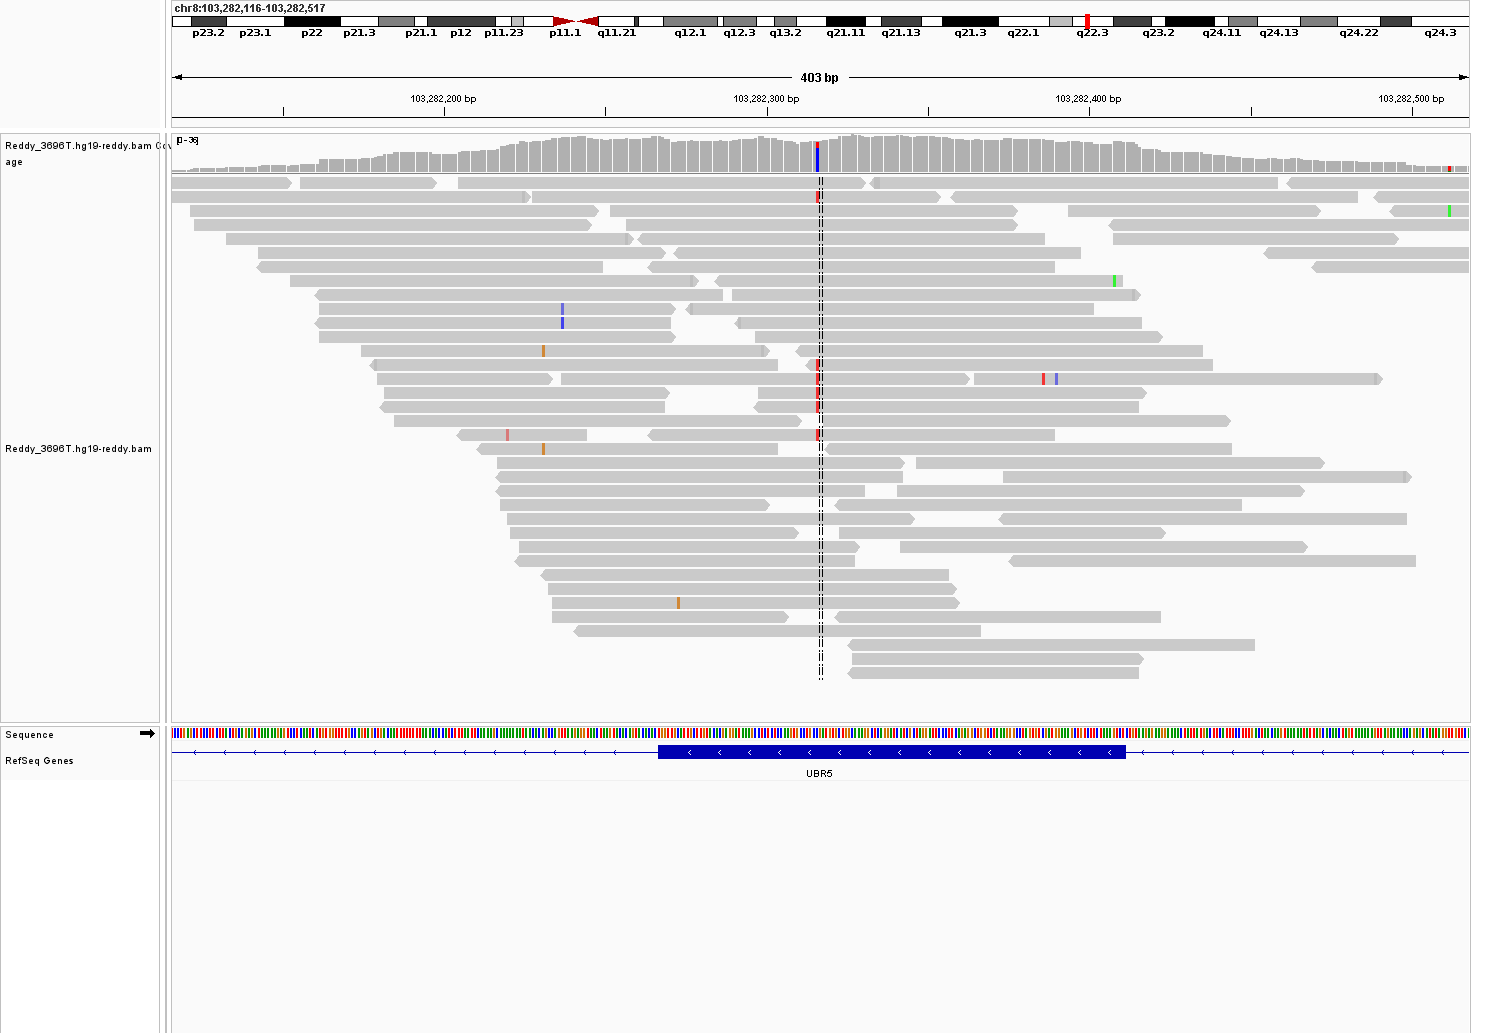 chr8:103,282,116-103,282,517
p23.2 p23.1 p22 p21.3 p21.1 p12 p11.23 p11.1 q11.21 q12.1 q12.3 q13.2 q21.11 q21.13 q21.3 q22.1 q22.3 q23.2 q24.11 q24.13 q24.22 q24.3
403 bp
103,282,200 bp 103,282,300 bp 103,282,400 bp 103,282,500 bp
Reddy_3696T.hg19-reddy.bam Cov
age
[0-36]
Reddy_3696T.hg19-reddy.bam
Sequence
RefSeq Genes
UBR5